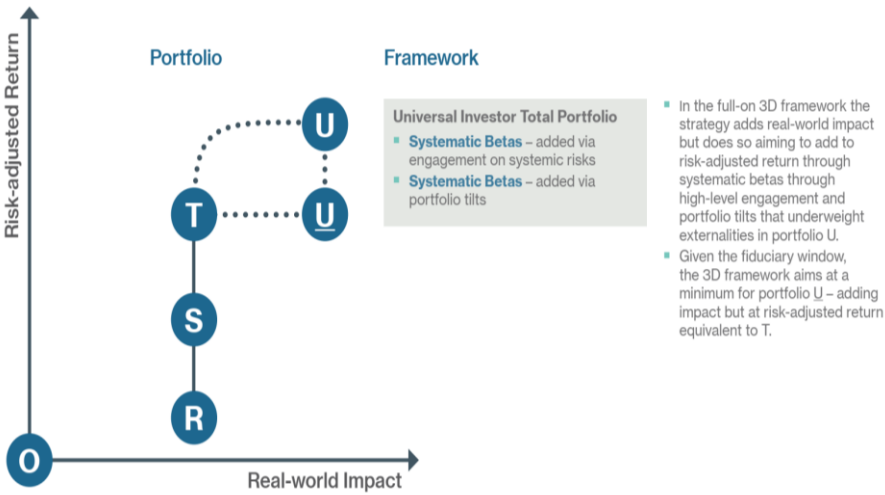 Risk-adjusted Return
Portfolio
Framework
U
T
U
S
R
O
Real-world Impact
Universal Investor Total Portfolio
Systematic Betas – added via
engagement on systemic risks
Systematic Betas – added via
portfolio tilts
In the full-on 3D framework the
strategy adds real-world impact
but does so aiming to add to
risk-adjusted return through
systematic betas through
high-level engagement and
portfolio tilts that underweight
externalities in portfolio U.
Given the fiduciary window,
the 3D framework aims at a
minimum for portfolio U – adding
impact but at risk-adjusted return
equivalent to T.